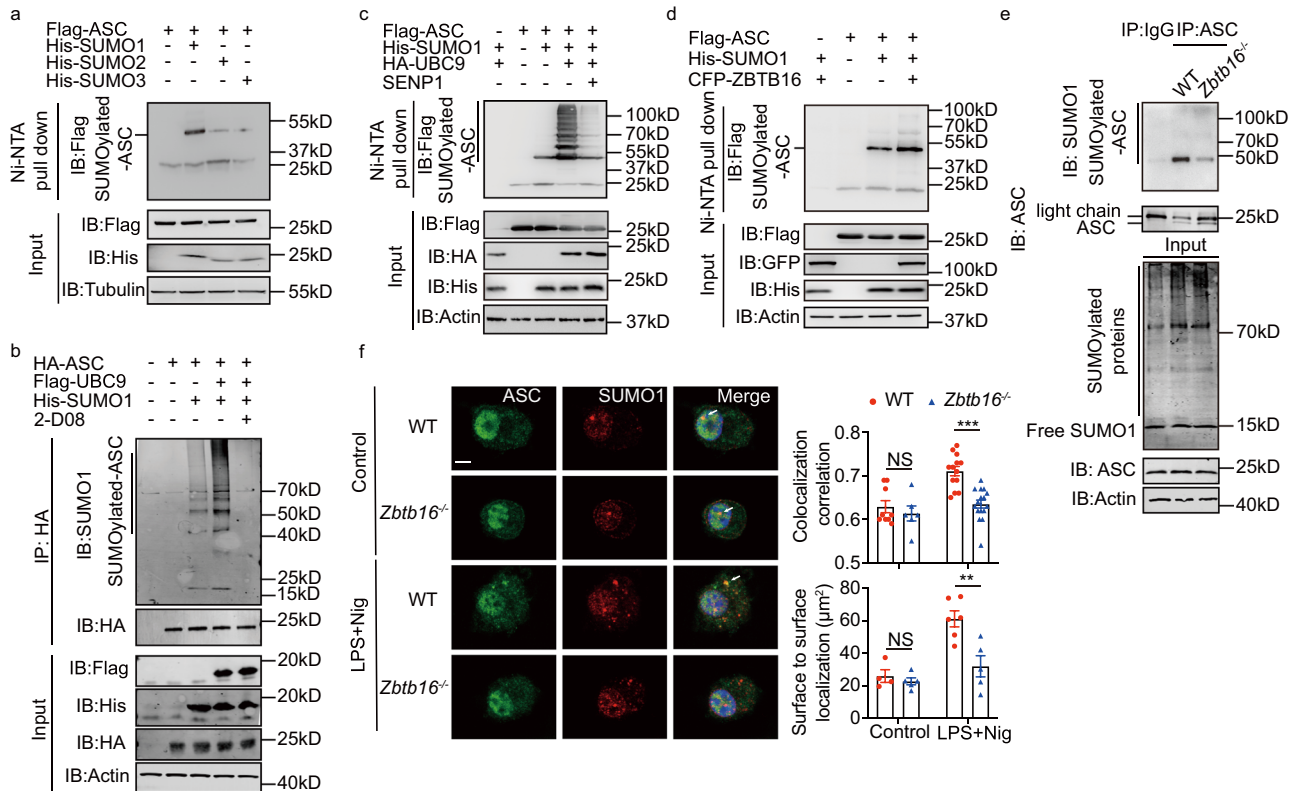 a
Flag-ASC + + + +
His-SUMO1 - + - -
His-SUMO2 - - + -
His-SUMO3 - - - +
Ni-NTA pull down
IB:Flag
SUMOylated
-ASC
55kD
37kD
25kD
Input
IB:Flag 25kD
IB:His 25kD
IB:Tubulin 55kD
b
HA-ASC - + + + +
Flag-UBC9 - - - + +
His-SUMO1 - - + + +
2-D08 - - - - +
IP: HA
IB:SUMO1
SUMOylated-ASC
70kD
50kD
40kD
25kD
15kD
IB:HA 25kD
Input
IB:Flag 20kD
IB:His 20kD
IB:HA 25kD
IB:Actin 40kD
c
Flag-ASC - + + + +
His-SUMO1 + - + + +
HA-UBC9 + - - + +
SENP1 - - - - +
Ni-NTA pull down
IB:Flag
SUMOylated
-ASC
100kD
70kD
55kD
37kD
25kD
Input
IB:Flag 25kD
IB:HA 25kD
IB:His 25kD
IB:Actin 37kD
d
Flag-ASC - + + +
His-SUMO1 + - + +
CFP-ZBTB16 + - - +
Ni-NTA pull down
IB:Flag
SUMOylated
-ASC
100kD
70kD
55kD
37kD
25kD
Input
IB:Flag 25kD
IB:GFP 100kD
IB:His 25kD
IB:Actin 37kD
e
IP:IgG IP:ASC
WT Zbtb16-/-
IB: ASC
IB: SUMO1
SUMOylated
-ASC
100kD
70kD
50kD
light chain 25kD
ASC
Input
SUMOylated
proteins
70kD
Free SUMO1 15kD
IB: ASC 25kD
IB:Actin 40kD
f
ASC SUMO1 Merge
Control
WT
Zbtb16-/-
LPS+Nig
WT
Zbtb16-/-
WT Zbtb16-/-
Colocalization
correlation
0.8
0.7
0.6
0.5
NS ***
Surface to surface
localization (μm²)
80
60
40
20
0
NS **
Control LPS+Nig